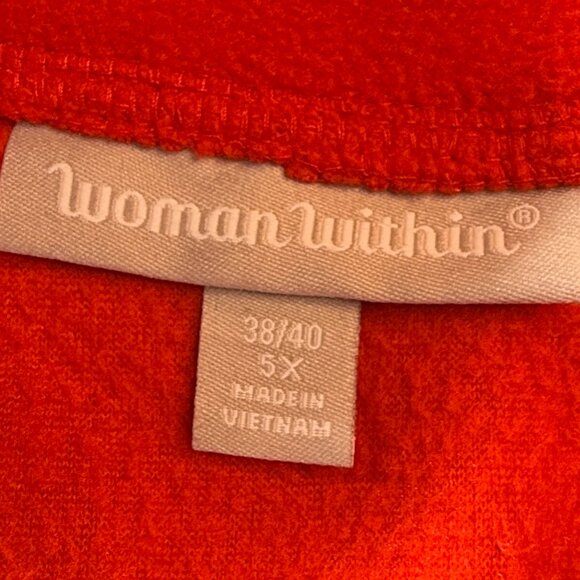 woman within®
38/40
5X
MADE IN
VIETNAM